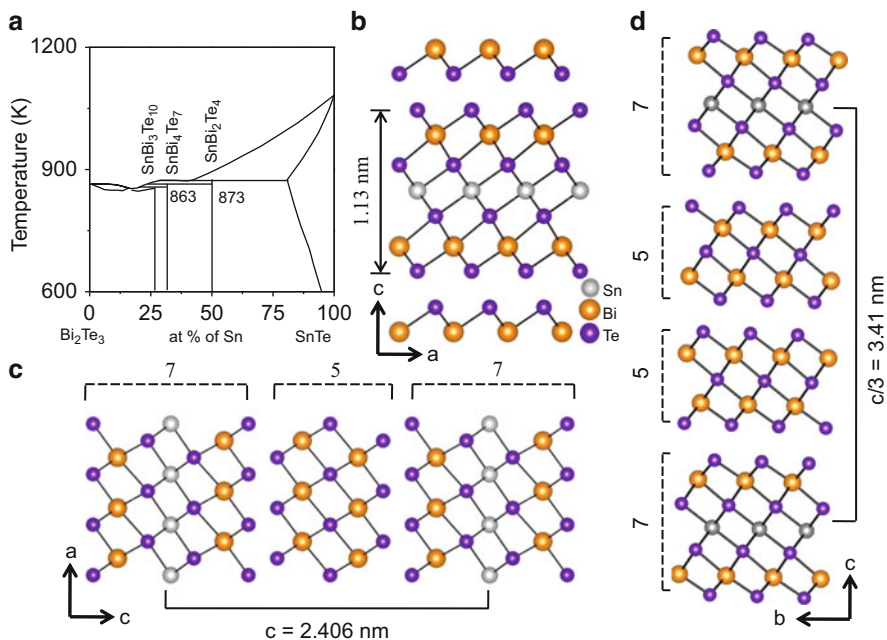 a
1200
900
600
Temperature (K)
SnBi₃Te₁₀
SnBi₄Te₇
SnBi₂Te₄
863
873
0
25
50
75
100
Bi₂Te₃
at % of Sn
SnTe
b
1.13 nm
c
a
Sn
Bi
Te
c
7
5
7
a
c
c = 2.406 nm
d
7
5
5
7
c/3 = 3.41 nm
c
b